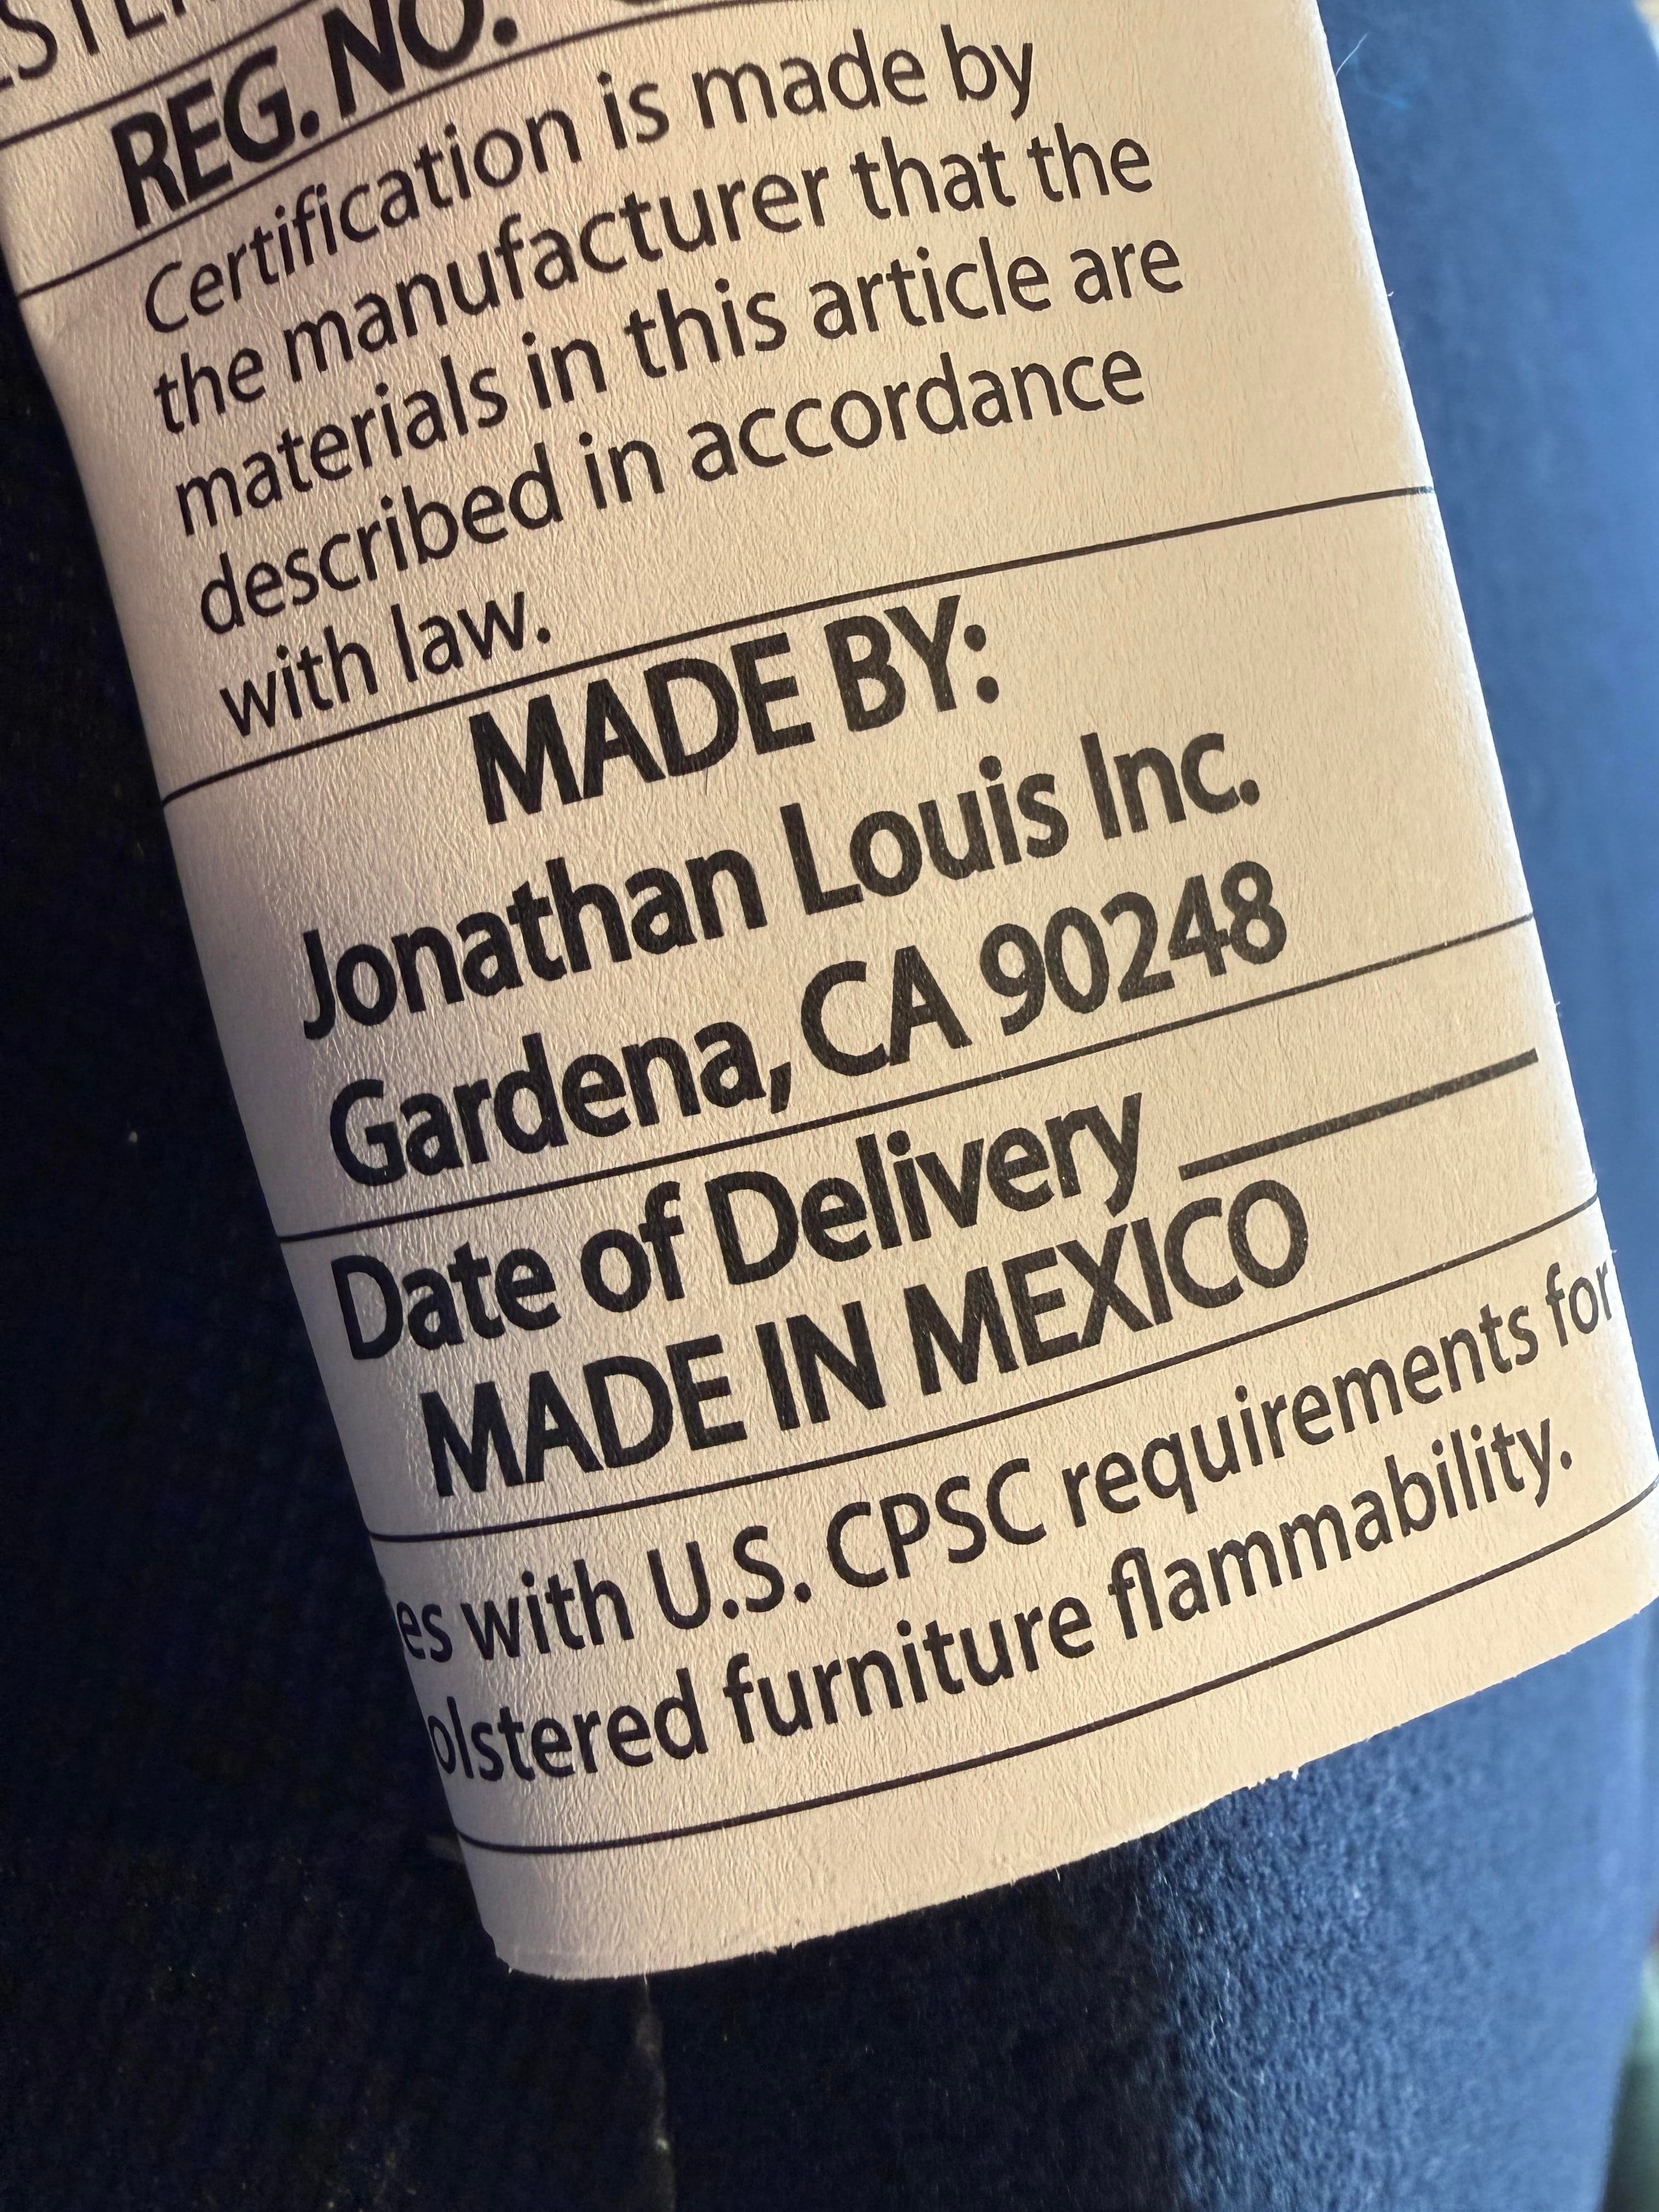 REG. NO.
Certification is made by
the manufacturer that the
materials in this article are
described in accordance
with law.
MADE BY:
Jonathan Louis Inc.
Gardena, CA 90248
Date of Delivery
MADE IN MEXICO
es with U.S. CPSC requirements for
olstered furniture flammability.